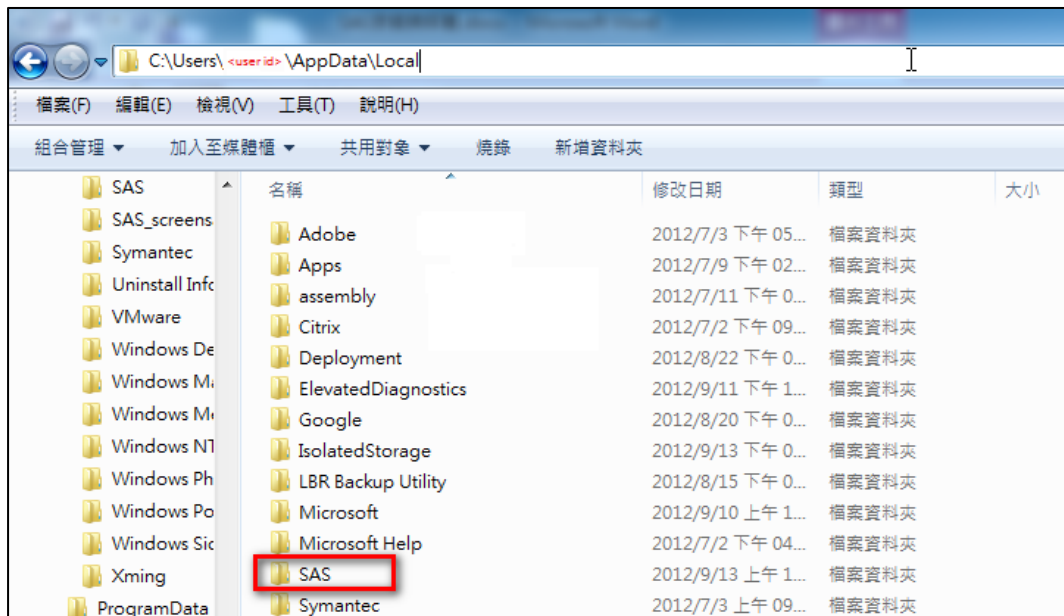 C:\Users\ <user id> \AppData\Local
檔案(F) 編輯(E) 檢視(V) 工具(T) 說明(H)
組合管理 加入至媒體櫃 共用對象 燒錄 新增資料夾
SAS
SAS_screens
Symantec
Uninstall Info
VMware
Windows De
Windows Ma
Windows Me
Windows NT
Windows Ph
Windows Po
Windows Sid
Xming
ProgramData
名稱 修改日期 類型 大小
Adobe 2012/7/3 下午 05... 檔案資料夾
Apps 2012/7/9 下午 02... 檔案資料夾
assembly 2012/7/11 下午 0... 檔案資料夾
Citrix 2012/7/2 下午 09... 檔案資料夾
Deployment 2012/8/22 下午 0... 檔案資料夾
ElevatedDiagnostics 2012/9/11 下午 1... 檔案資料夾
Google 2012/8/20 下午 0... 檔案資料夾
IsolatedStorage 2012/9/13 下午 0... 檔案資料夾
LBR Backup Utility 2012/8/15 下午 0... 檔案資料夾
Microsoft 2012/9/10 上午 1... 檔案資料夾
Microsoft Help 2012/7/2 下午 04... 檔案資料夾
SAS 2012/9/13 上午 1... 檔案資料夾
Symantec 2012/7/3 上午 09... 檔案資料夾